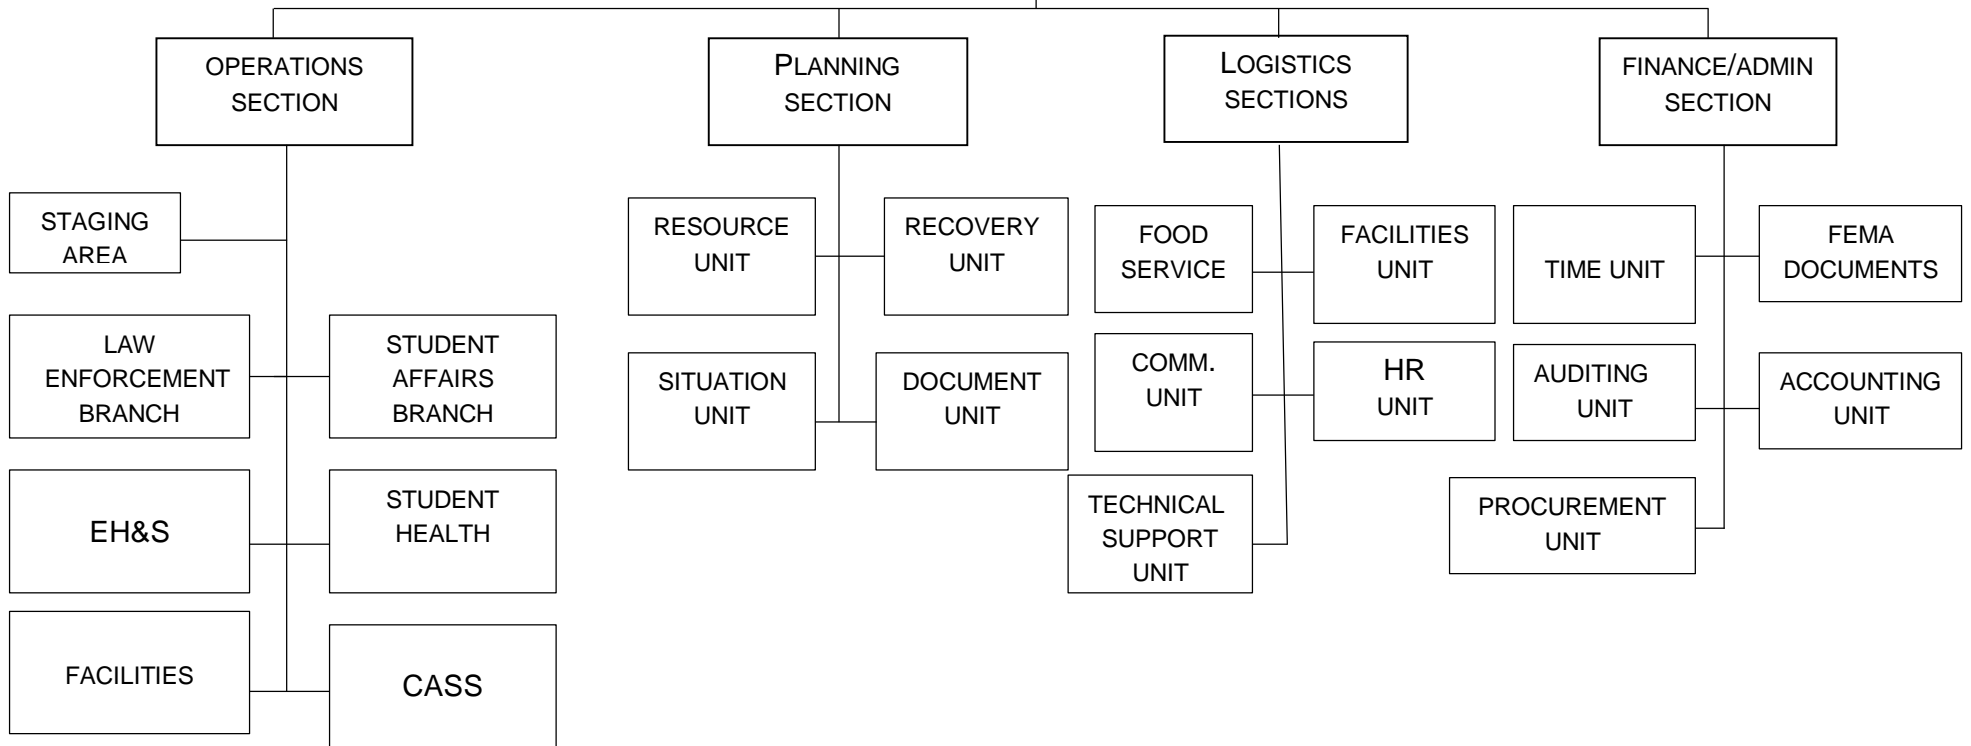 OPERATIONS
SECTION
PLANNING
SECTION
LOGISTICS
SECTIONS
FINANCE/ADMIN
SECTION
STAGING
AREA
LAW
ENFORCEMENT
BRANCH
STUDENT
AFFAIRS
BRANCH
EH&S
STUDENT
HEALTH
FACILITIES
CASS
RESOURCE
UNIT
RECOVERY
UNIT
SITUATION
UNIT
DOCUMENT
UNIT
FOOD
SERVICE
FACILITIES
UNIT
COMM.
UNIT
HR
UNIT
TECHNICAL
SUPPORT
UNIT
TIME UNIT
FEMA
DOCUMENTS
AUDITING
UNIT
ACCOUNTING
UNIT
PROCUREMENT
UNIT